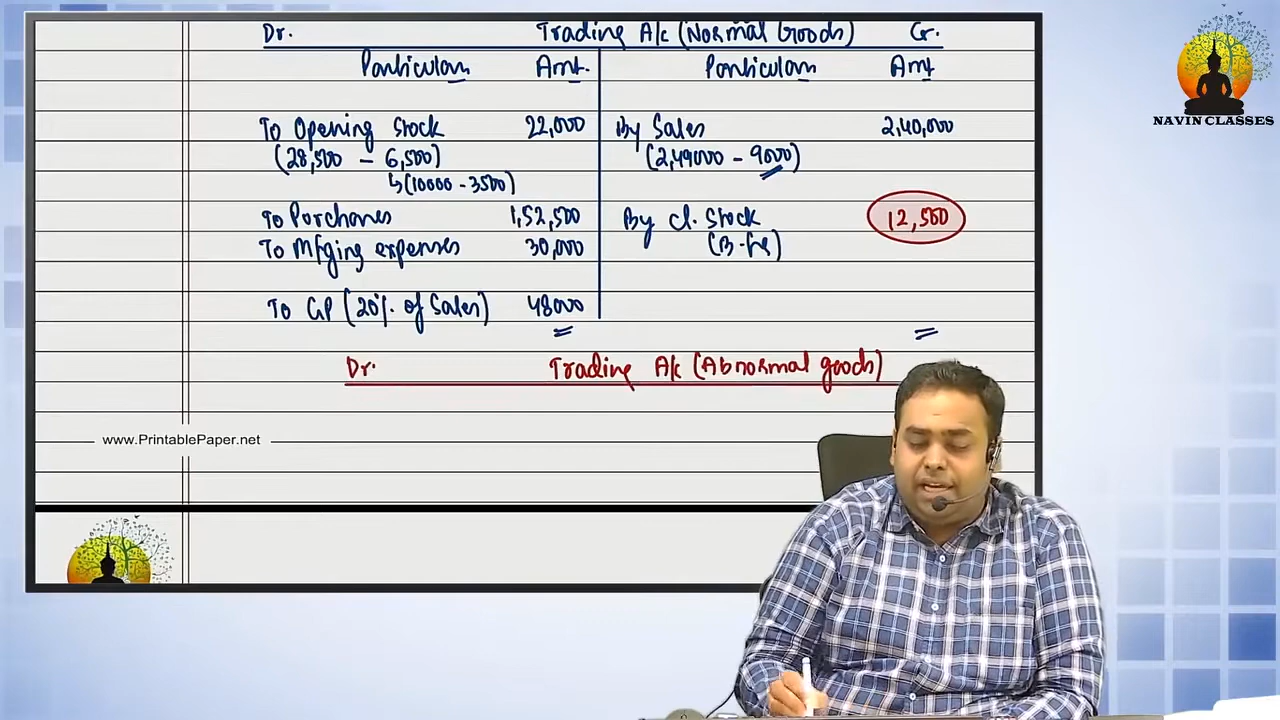 Dr. Trading A/c (Normal Goods) Cr.
Particulars Amt. Particulars Amt
To Opening Stock 22,000 By Sales 2,40,000
(28,500 - 6,500) (2,49000 - 9000)
↳(10000 - 3500)
To Purchases 1,52,500 By Cl. Stock 12,500
To Mfging expenses 30,000 (B.fig)
To GP (20% of Sales) 48000
Dr. Trading A/c (Abnormal goods)
www.PrintablePaper.net
NAVIN CLASSES